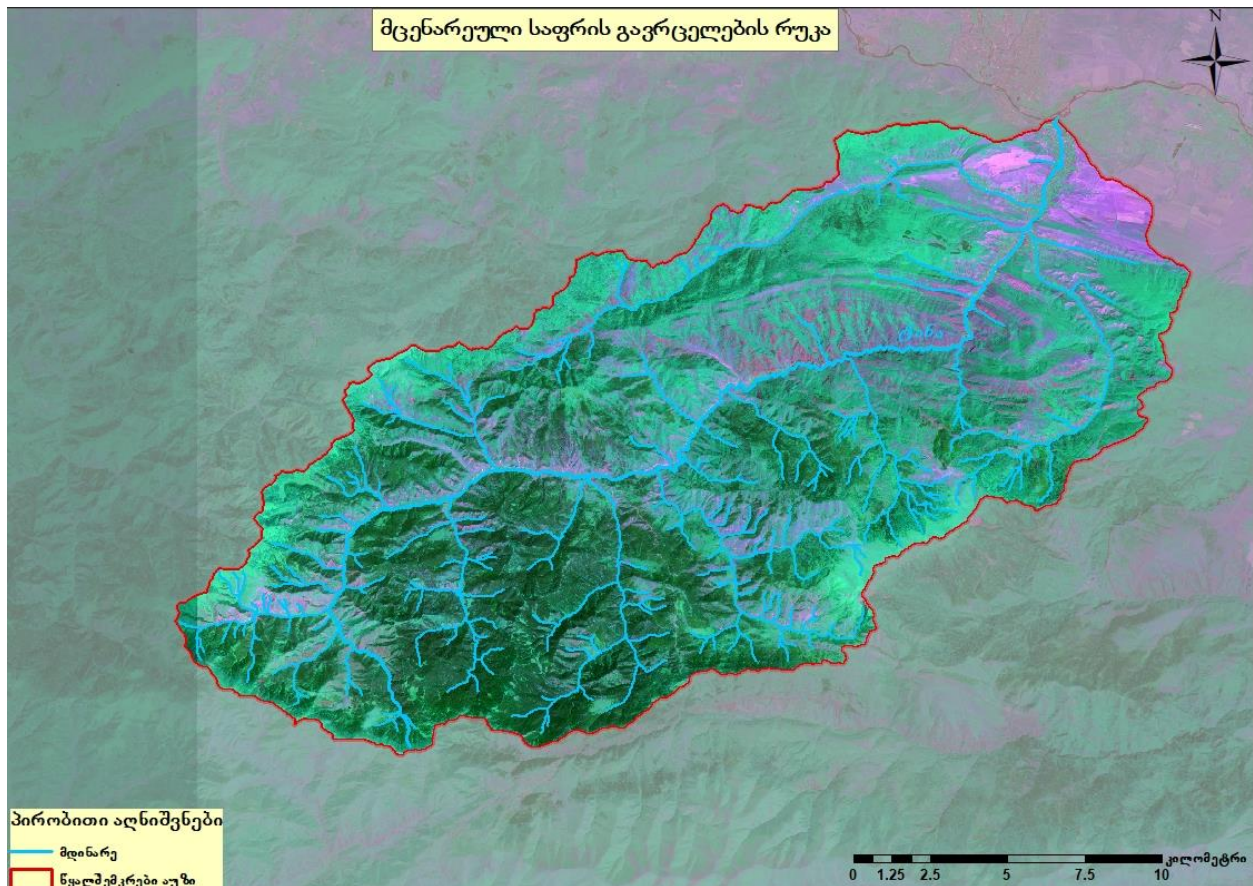 მცენარეული საფრის გავრცელების რუკა
N
ტანა
პირობითი აღნიშვნები
მდინარე
წყალშემკრები აუზი
კილომეტრი
0 1.25 2.5 5 7.5 10